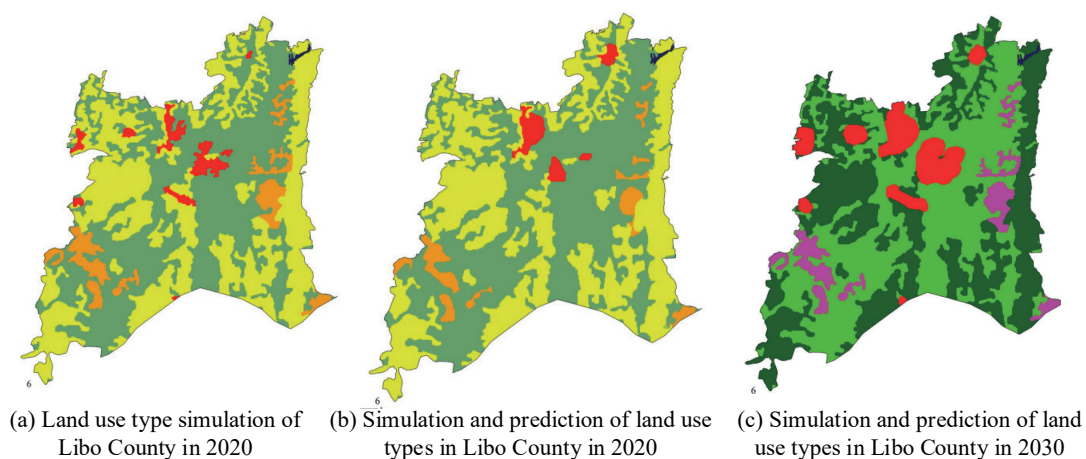 6
6
6
(a) Land use type simulation of
Libo County in 2020
(b) Simulation and prediction of land use
types in Libo County in 2020
(c) Simulation and prediction of land
use types in Libo County in 2030